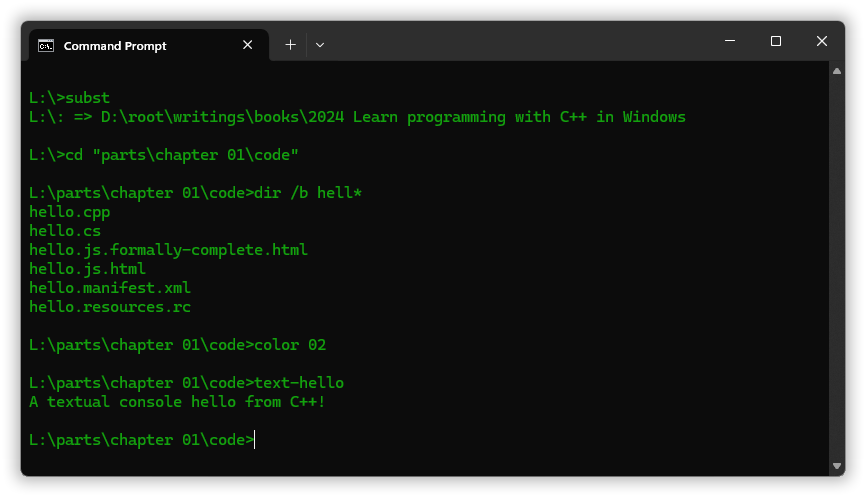 C:\.
Command Prompt
L:\>subst
L:\: => D:\root\writings\books\2024 Learn programming with C++ in Windows
L:\>cd "parts\chapter 01\code"
L:\parts\chapter 01\code>dir /b hell*
hello.cpp
hello.cs
hello.js.formally-complete.html
hello.js.html
hello.manifest.xml
hello.resources.rc
L:\parts\chapter 01\code>color 02
L:\parts\chapter 01\code>text-hello
A textual console hello from C++!
L:\parts\chapter 01\code>